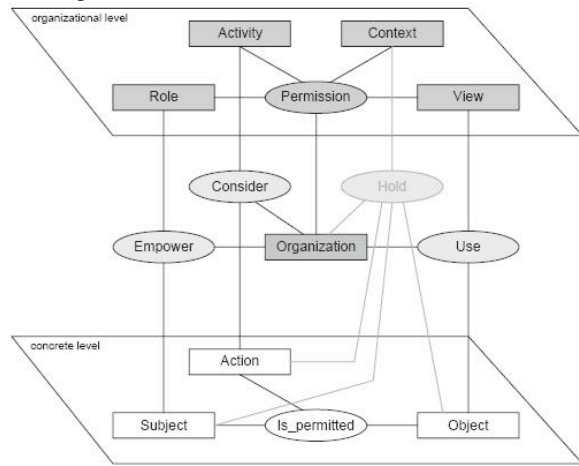 organizational level
Activity
Context
Role
Permission
View
Consider
Hold
Empower
Organization
Use
concrete level
Action
Subject
Is_permitted
Object